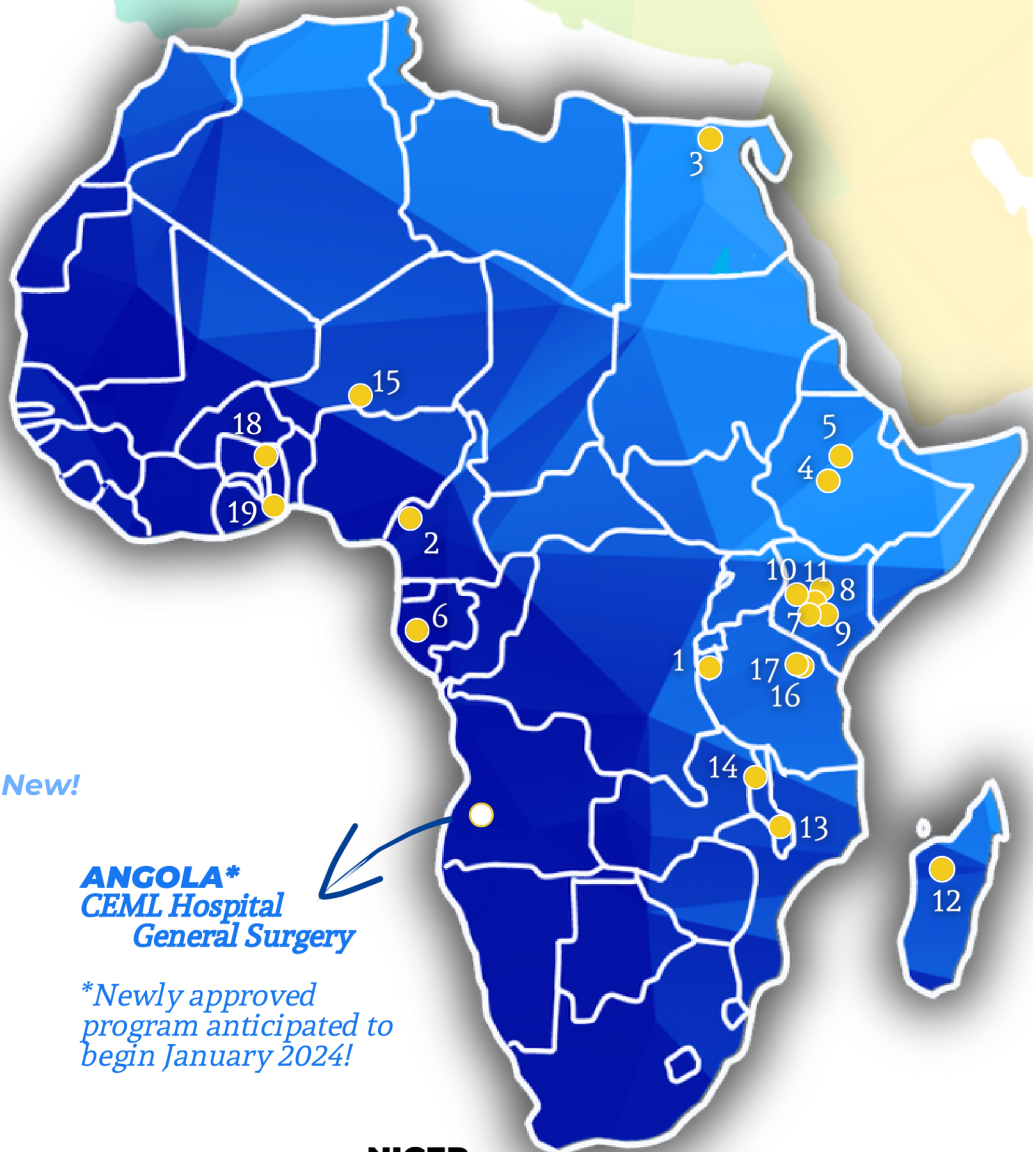 3
15
5
18
4
19
2
10 11
8
6
7
9
1
17
16
14
New!
13
ANGOLA*
CEML Hospital
General Surgery
12
*Newly approved
program anticipated to
begin January 2024!
NIGER